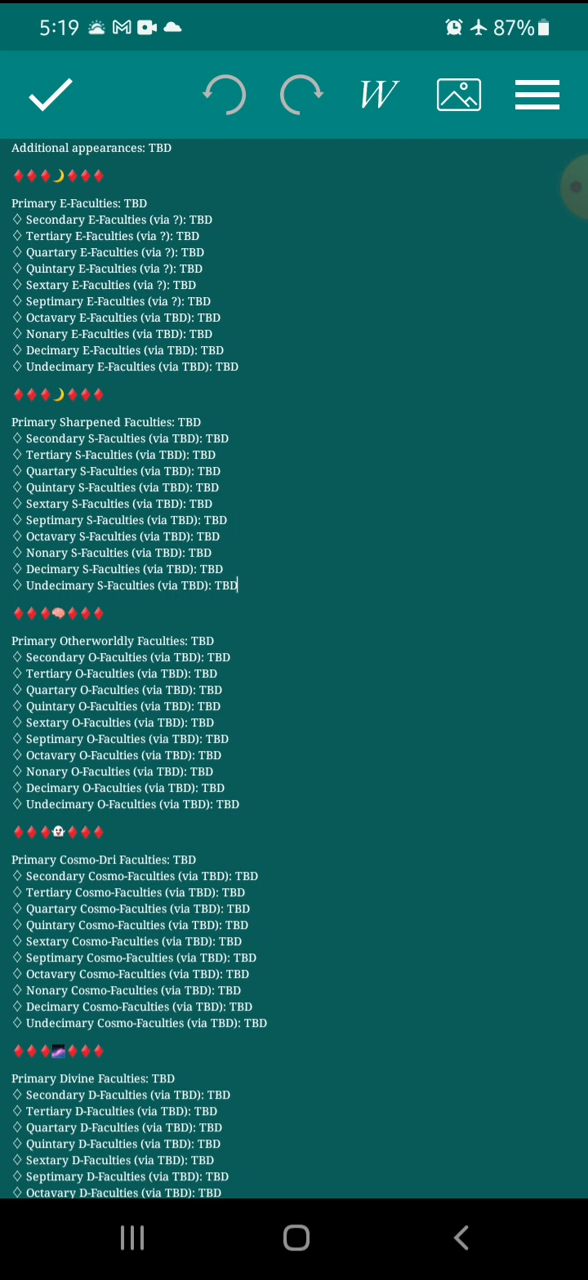 5:19
87%
W
Additional appearances: TBD
♦️♦️♦️🌙♦️♦️♦️
Primary E-Faculties: TBD
♢ Secondary E-Faculties (via ?): TBD
♢ Tertiary E-Faculties (via ?): TBD
♢ Quartary E-Faculties (via ?): TBD
♢ Quintary E-Faculties (via ?): TBD
♢ Sextary E-Faculties (via ?): TBD
♢ Septimary E-Faculties (via ?): TBD
♢ Octavary E-Faculties (via TBD): TBD
♢ Nonary E-Faculties (via TBD): TBD
♢ Decimary E-Faculties (via TBD): TBD
♢ Undecimary E-Faculties (via TBD): TBD
♦️♦️♦️🌙♦️♦️♦️
Primary Sharpened Faculties: TBD
♢ Secondary S-Faculties (via TBD): TBD
♢ Tertiary S-Faculties (via TBD): TBD
♢ Quartary S-Faculties (via TBD): TBD
♢ Quintary S-Faculties (via TBD): TBD
♢ Sextary S-Faculties (via TBD): TBD
♢ Septimary S-Faculties (via TBD): TBD
♢ Octavary S-Faculties (via TBD): TBD
♢ Nonary S-Faculties (via TBD): TBD
♢ Decimary S-Faculties (via TBD): TBD
♢ Undecimary S-Faculties (via TBD): TBD
♦️♦️♦️🧠♦️♦️♦️
Primary Otherworldly Faculties: TBD
♢ Secondary O-Faculties (via TBD): TBD
♢ Tertiary O-Faculties (via TBD): TBD
♢ Quartary O-Faculties (via TBD): TBD
♢ Quintary O-Faculties (via TBD): TBD
♢ Sextary O-Faculties (via TBD): TBD
♢ Septimary O-Faculties (via TBD): TBD
♢ Octavary O-Faculties (via TBD): TBD
♢ Nonary O-Faculties (via TBD): TBD
♢ Decimary O-Faculties (via TBD): TBD
♢ Undecimary O-Faculties (via TBD): TBD
♦️♦️♦️👻♦️♦️♦️
Primary Cosmo-Dri Faculties: TBD
♢ Secondary Cosmo-Faculties (via TBD): TBD
♢ Tertiary Cosmo-Faculties (via TBD): TBD
♢ Quartary Cosmo-Faculties (via TBD): TBD
♢ Quintary Cosmo-Faculties (via TBD): TBD
♢ Sextary Cosmo-Faculties (via TBD): TBD
♢ Septimary Cosmo-Faculties (via TBD): TBD
♢ Octavary Cosmo-Faculties (via TBD): TBD
♢ Nonary Cosmo-Faculties (via TBD): TBD
♢ Decimary Cosmo-Faculties (via TBD): TBD
♢ Undecimary Cosmo-Faculties (via TBD): TBD
♦️♦️♦️🌌♦️♦️♦️
Primary Divine Faculties: TBD
♢ Secondary D-Faculties (via TBD): TBD
♢ Tertiary D-Faculties (via TBD): TBD
♢ Quartary D-Faculties (via TBD): TBD
♢ Quintary D-Faculties (via TBD): TBD
♢ Sextary D-Faculties (via TBD): TBD
♢ Septimary D-Faculties (via TBD): TBD
♢ Octavary D-Faculties (via TBD): TBD